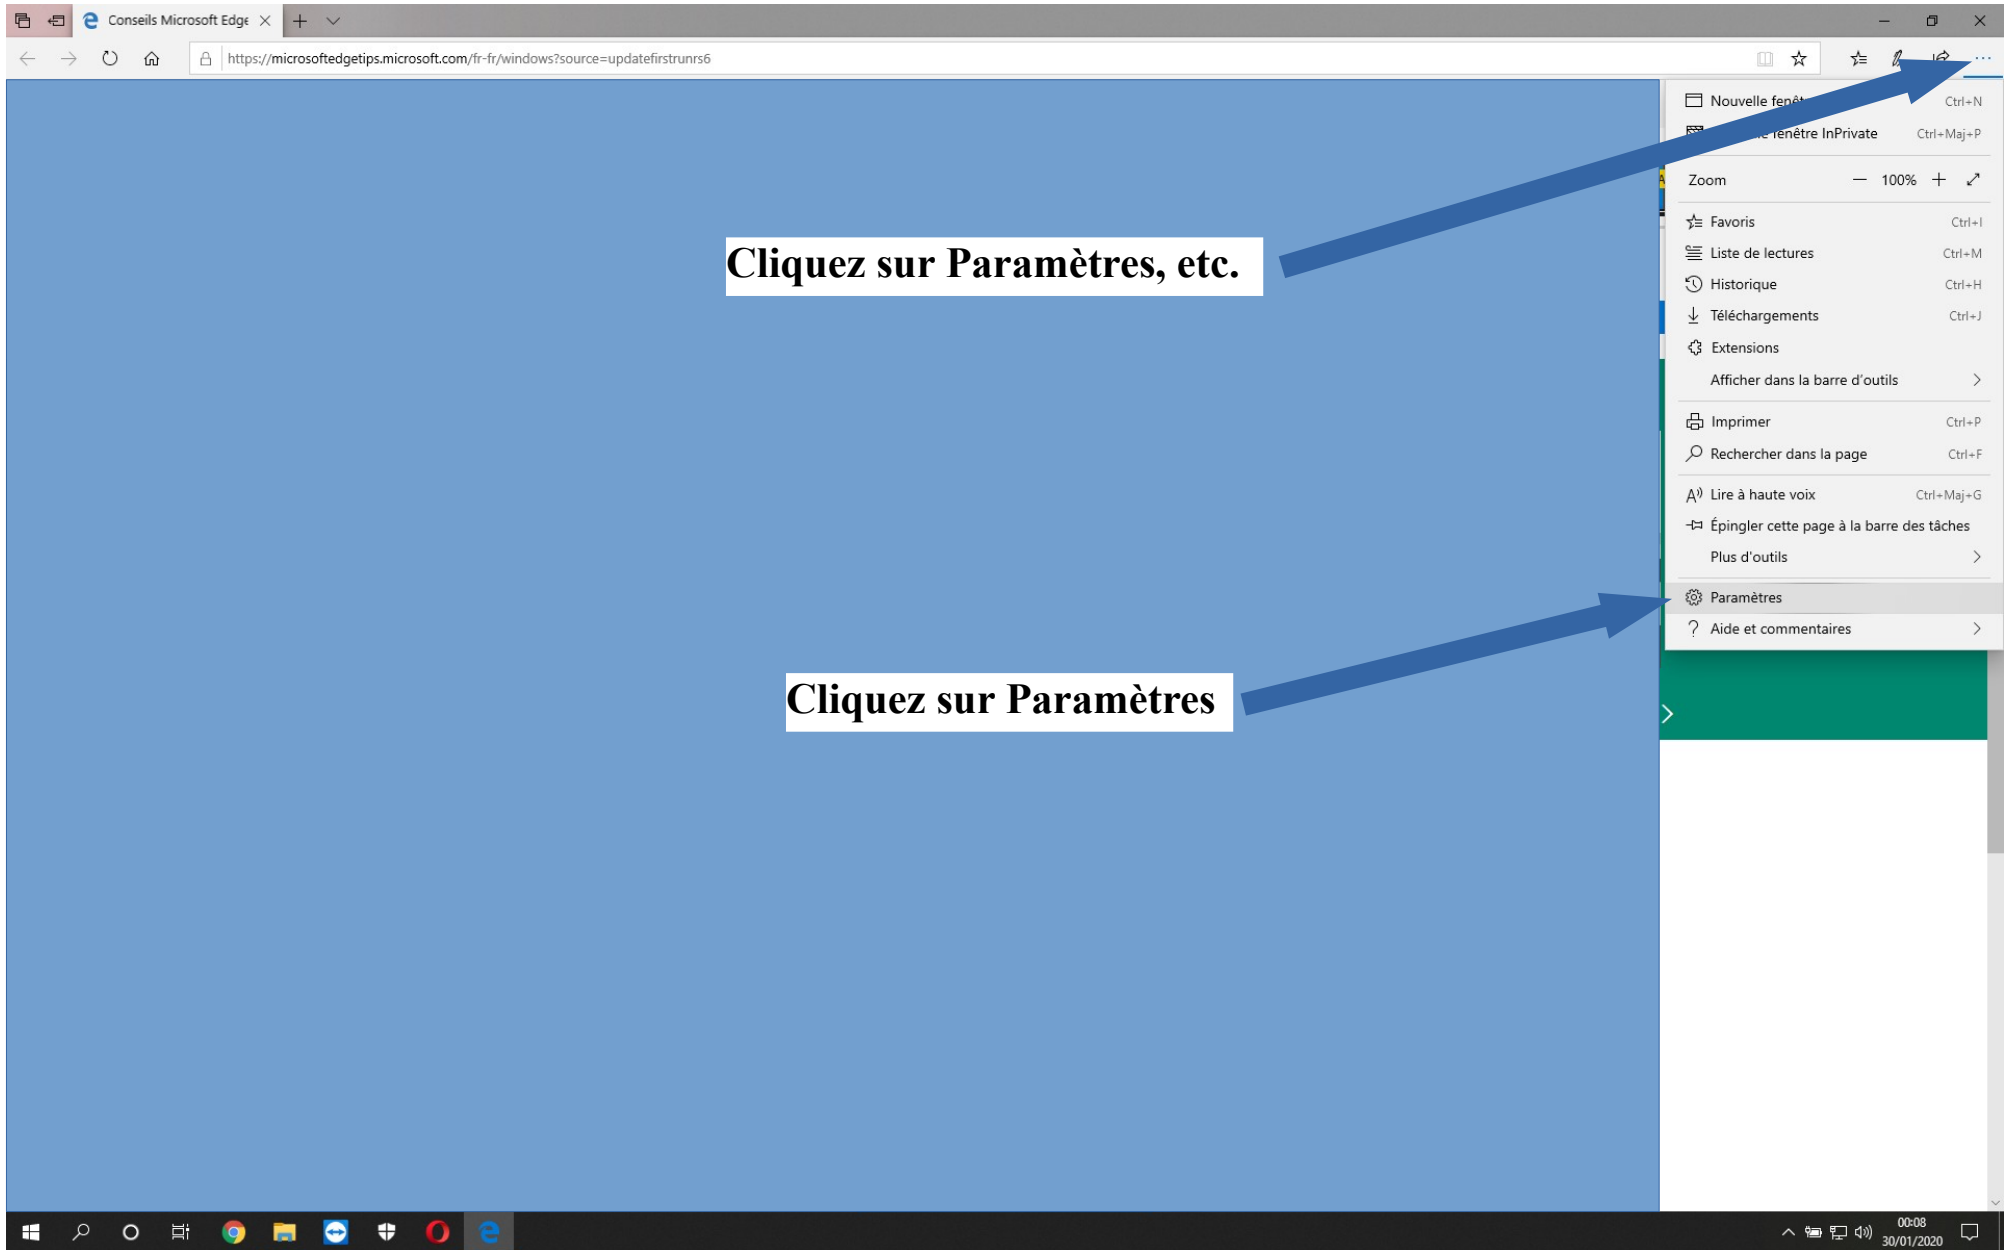 Conseils Microsoft Edge
https://microsoftedgetips.microsoft.com/fr-fr/windows?source=updatefirstrunrs6
Nouvelle Ctrl+N
fenêtre InPrivate Ctrl+Maj+P
Zoom 100%
Cliquez sur Paramètres, etc.
Favoris Ctrl+I
Liste de lectures Ctrl+M
Historique Ctrl+H
Téléchargements Ctrl+J
Extensions
Afficher dans la barre d'outils
Imprimer Ctrl+P
Rechercher dans la page Ctrl+F
Lire à haute voix Ctrl+Maj+G
Épingler cette page à la barre des tâches
Plus d'outils
Paramètres
Aide et commentaires
Cliquez sur Paramètres
00:08
30/01/2020